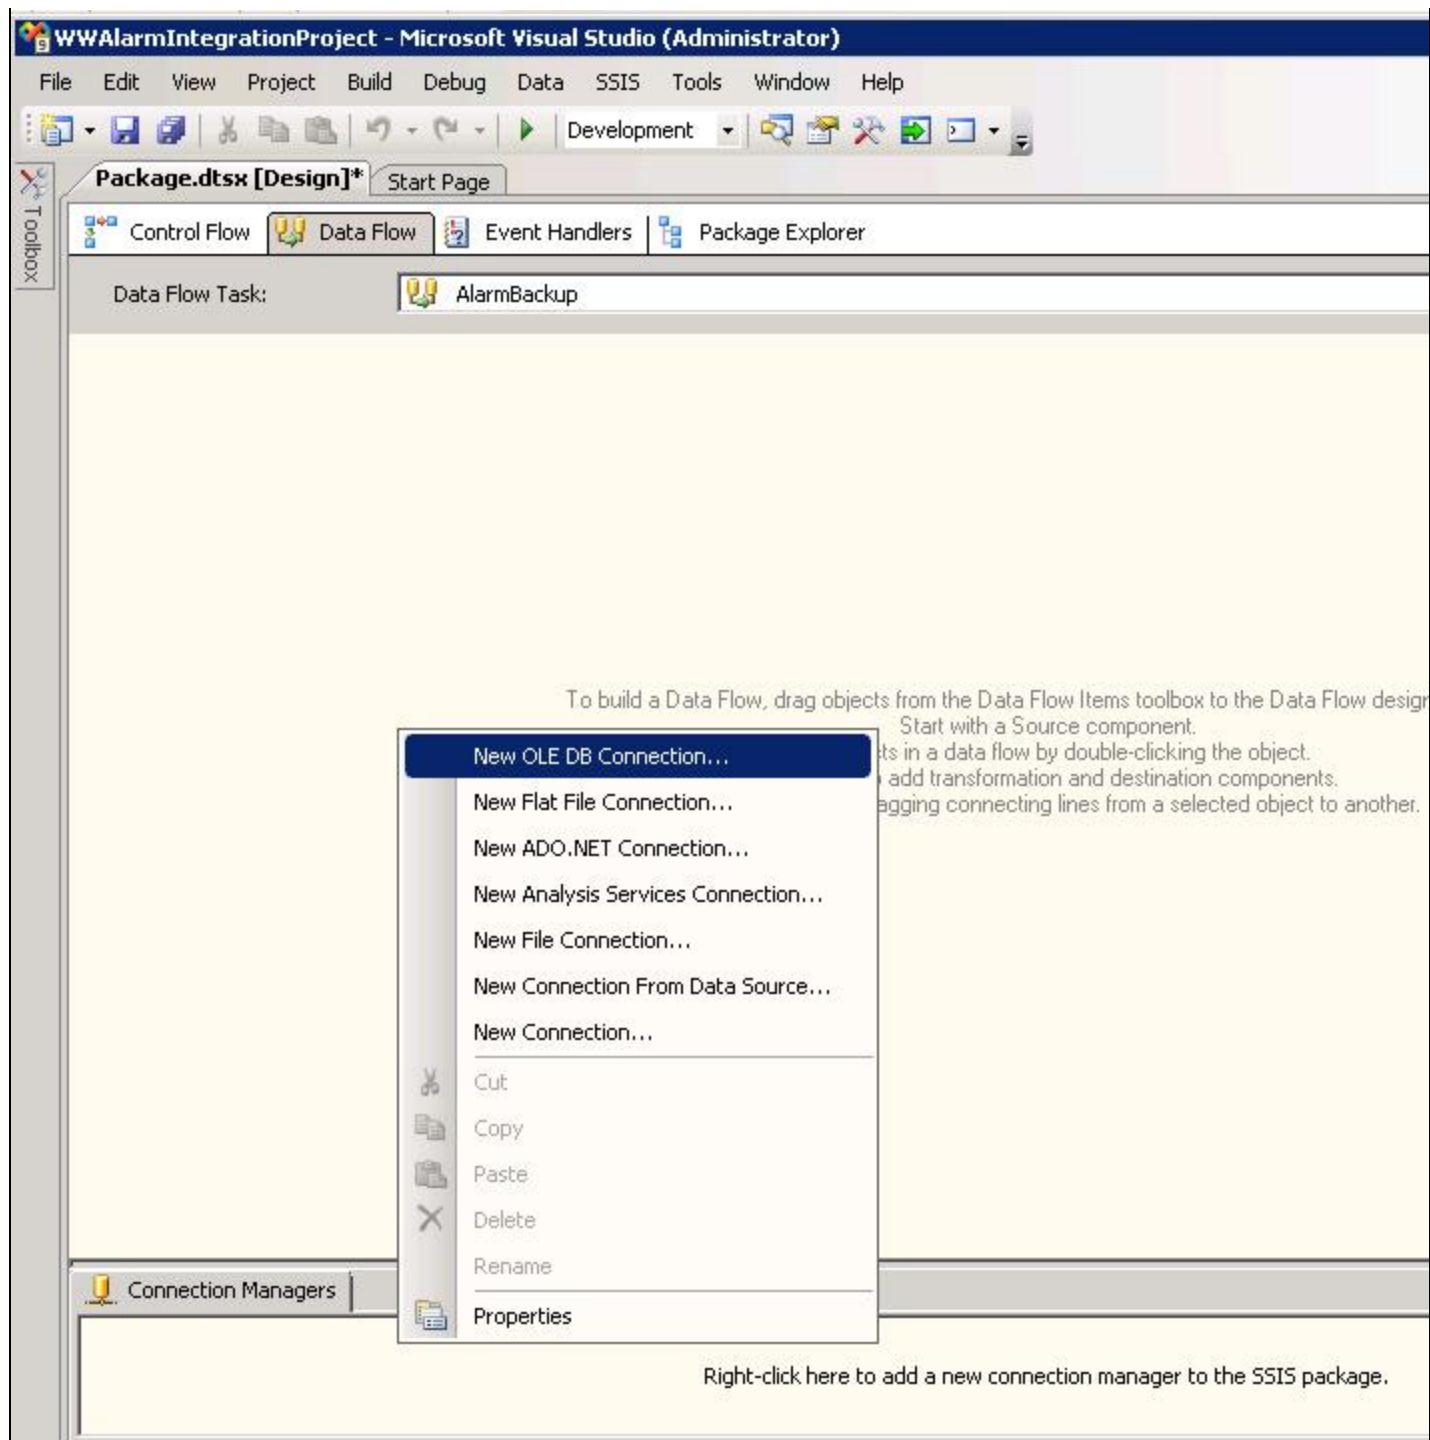 WWAlarmIntegrationProject - Microsoft Visual Studio (Administrator)
File Edit View Project Build Debug Data SSIS Tools Window Help
Development
Package.dtsx [Design]* Start Page
Toolbox
Control Flow Data Flow Event Handlers Package Explorer
Data Flow Task: AlarmBackup
To build a Data Flow, drag objects from the Data Flow Items toolbox to the Data Flow
Start with a Source component.
in a data flow by double-clicking the object.
add transformation and destination components.
connecting lines from a selected object to another.
New OLE DB Connection...
New Flat File Connection...
New ADO.NET Connection...
New Analysis Services Connection...
New File Connection...
New Connection From Data Source...
New Connection...
Cut
Copy
Paste
Delete
Rename
Properties
Connection Managers
Right-click here to add a new connection manager to the SSIS package.